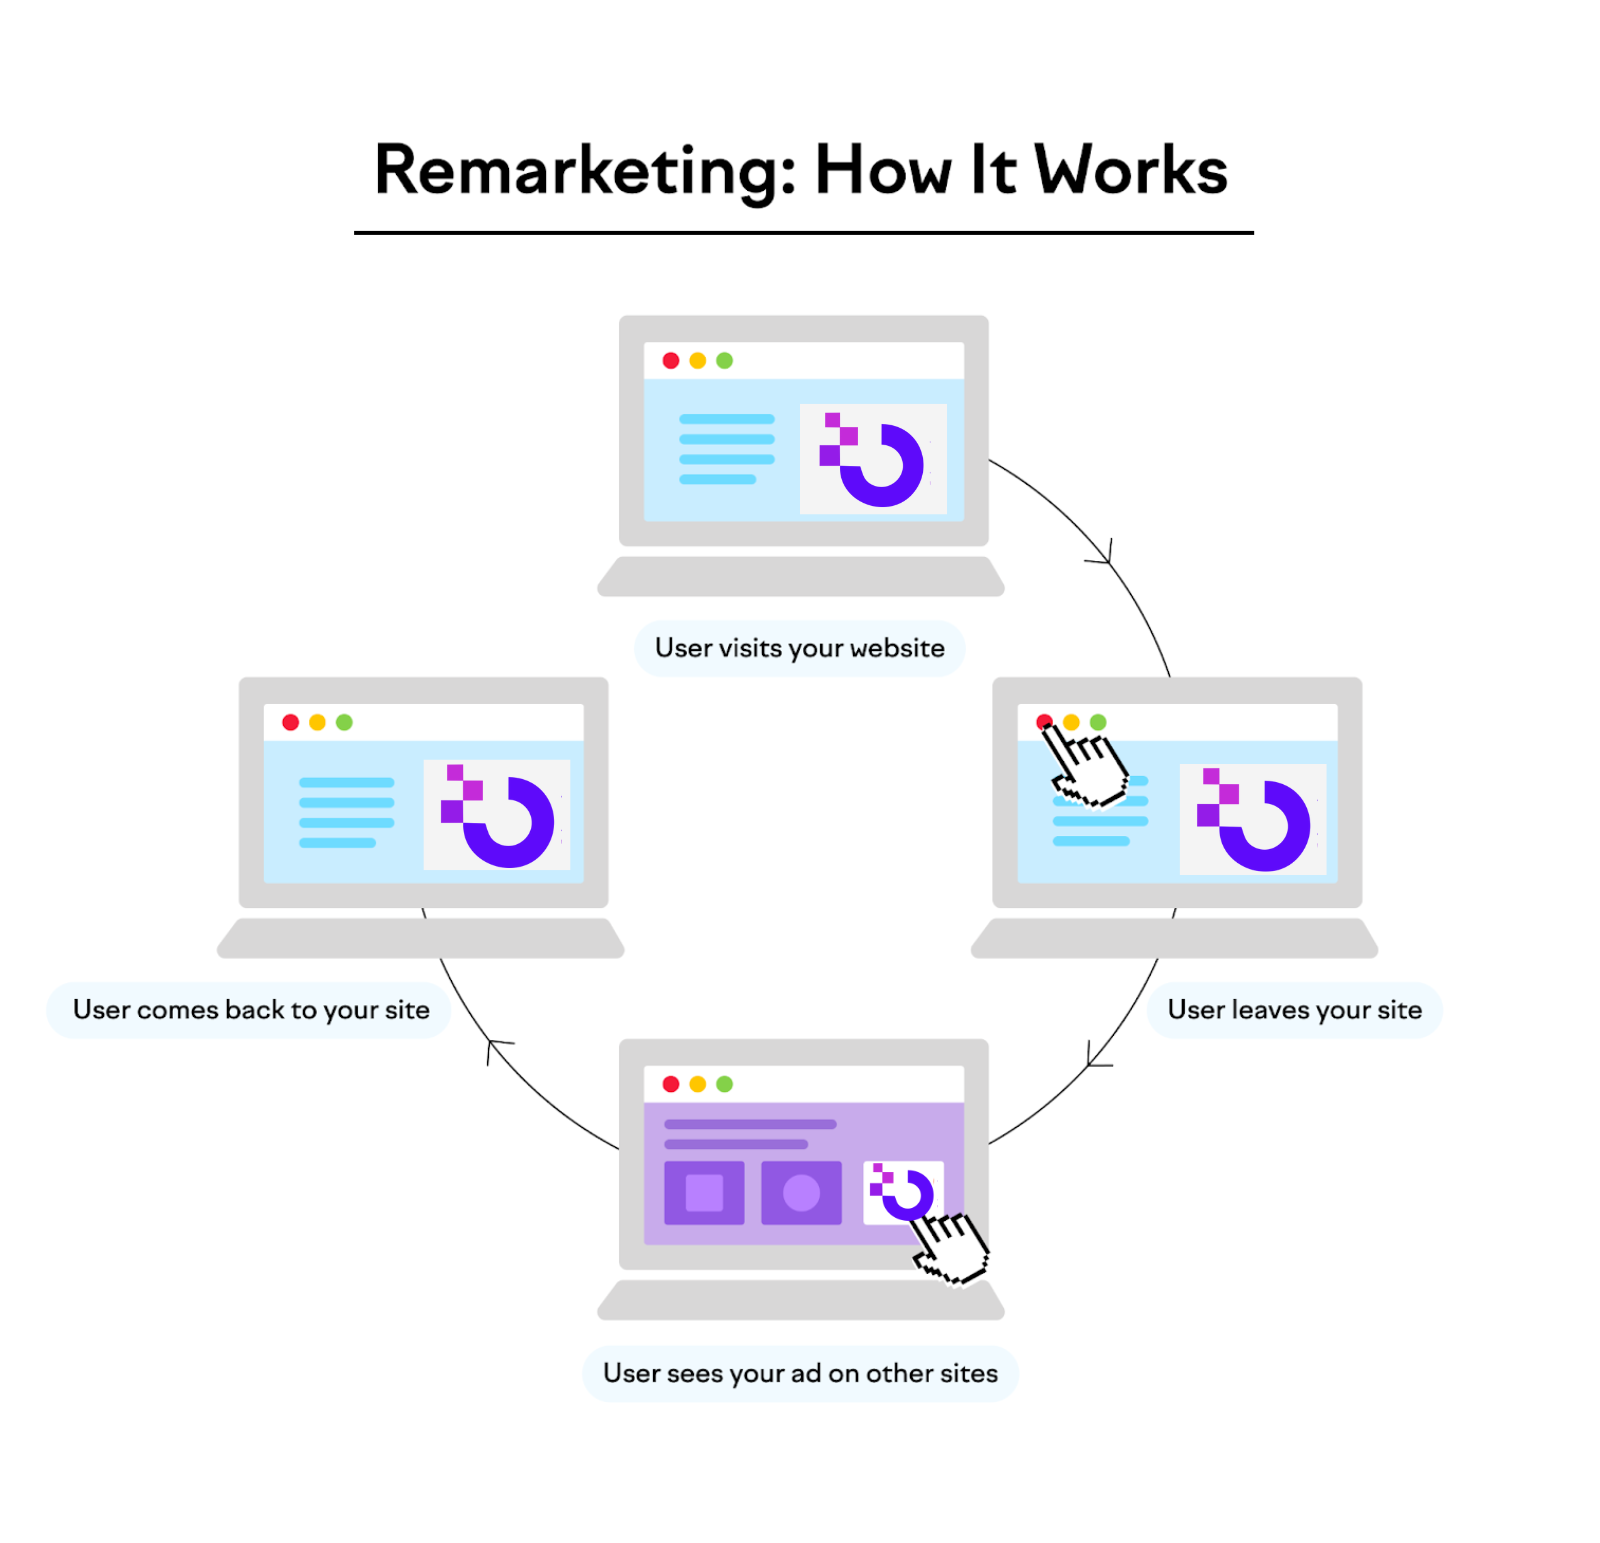 Remarketing: How It Works
User visits your website
User leaves your site
User sees your ad on other sites
User comes back to your site